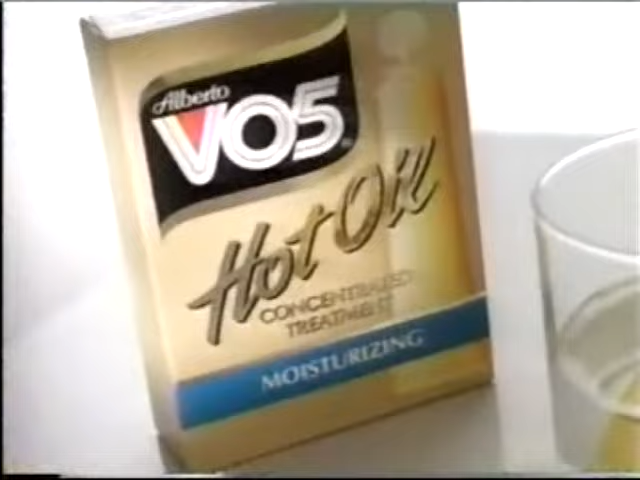 Alberto
VO5
Hot Oil
CONCENTRATED
TREATMENT
MOISTURIZING